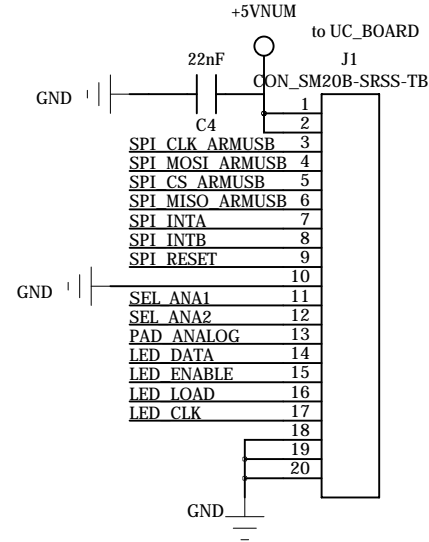 +5VNUM
to UC_BOARD
22nF
J1
CON_SM20B-SRSS-TB
GND
C4
1
2
SPI_CLK_ARMUSB 3
SPI_MOSI_ARMUSB 4
SPI_CS_ARMUSB 5
SPI_MISO_ARMUSB 6
SPI_INTA 7
SPI_INTB 8
SPI_RESET 9
10
GND
SEL_ANA1 11
SEL_ANA2 12
PAD_ANALOG 13
LED_DATA 14
LED_ENABLE 15
LED_LOAD 16
LED_CLK 17
18
19
20
GND